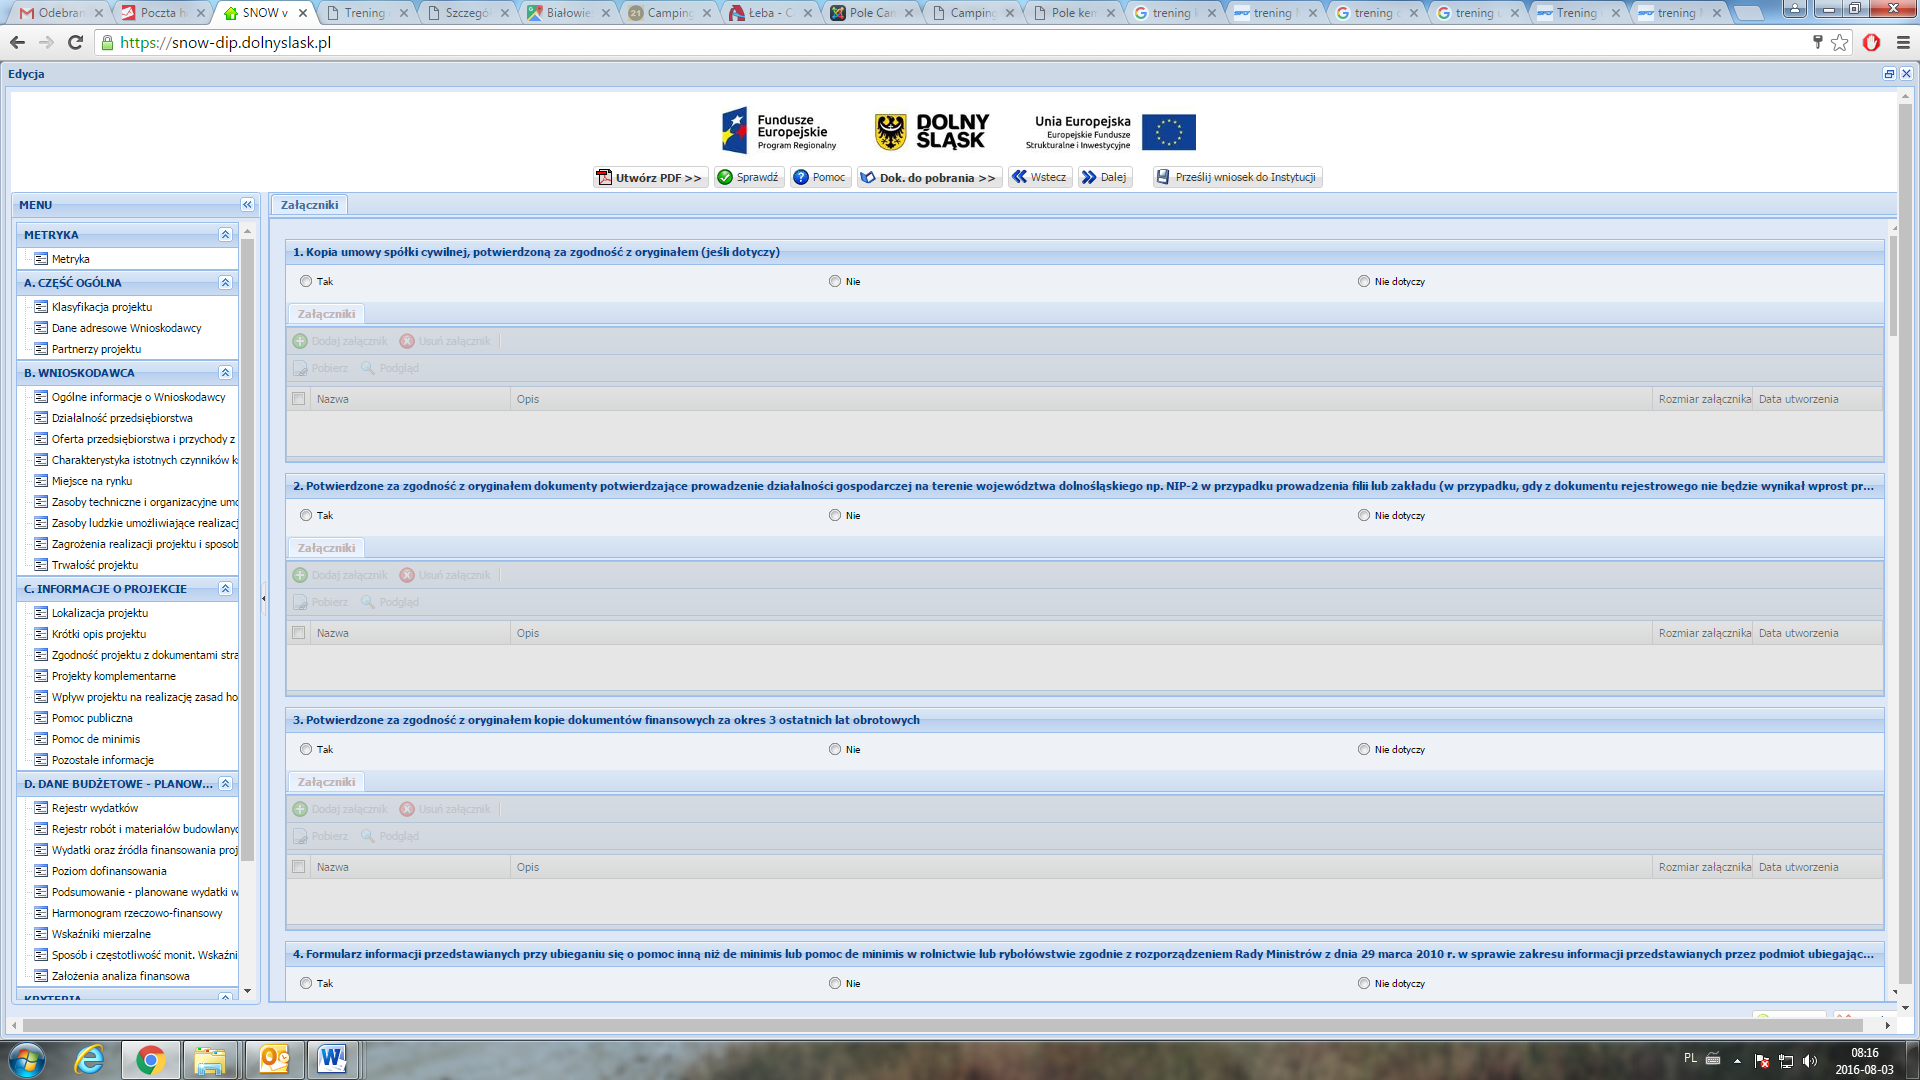 Odebran
Poczta h
SNOW v
Trening
Szczegó
Białowie
Camping
Łeba - C
Pole Cam
Camping
Pole kem
trening
trening
trening
trening
Trening
trening
https://snow-dip.dolnyslask.pl
Edycja
Fundusze
Europejskie
Program Regionalny
DOLNY
ŚLĄSK
Unia Europejska
Europejskie Fundusze
Strukturalne i Inwestycyjne
Utwórz PDF >>
Sprawdź
Pomoc
Dok. do pobrania >>
Wstecz
Dalej
Prześlij wniosek do Instytucji
MENU
METRYKA
Metryka
A. CZĘŚĆ OGÓLNA
Klasyfikacja projektu
Dane adresowe Wnioskodawcy
Partnerzy projektu
B. WNIOSKODAWCA
Ogólne informacje o Wnioskodawcy
Działalność przedsiębiorstwa
Oferta przedsiębiorstwa i przychody z
Charakterystyka istotnych czynników k
Miejsce na rynku
Zasoby techniczne i organizacyjne umo
Zasoby ludzkie umożliwiające realizacj
Zagrożenia realizacji projektu i sposob
Trwałość projektu
C. INFORMACJE O PROJEKCIE
Lokalizacja projektu
Krótki opis projektu
Zgodność projektu z dokumentami stra
Projekty komplementarne
Wpływ projektu na realizację zasad ho
Pomoc publiczna
Pomoc de minimis
Pozostałe informacje
D. DANE BUDŻETOWE - PLANOW...
Rejestr wydatków
Rejestr robót i materiałów budowlanyc
Wydatki oraz źródła finansowania proj
Poziom dofinansowania
Podsumowanie - planowane wydatki w
Harmonogram rzeczowo-finansowy
Wskaźniki mierzalne
Sposób i częstotliwość monit. Wskaźni
Założenia analiza finansowa
KRYTERIA
Załączniki
1. Kopia umowy spółki cywilnej, potwierdzoną za zgodność z oryginałem (jeśli dotyczy)
Tak Nie Nie dotyczy
Załączniki
Dodaj załącznik Usuń załącznik
Pobierz Podgląd
Nazwa Opis Rozmiar załącznika Data utworzenia
2. Potwierdzone za zgodność z oryginałem dokumenty potwierdzające prowadzenie działalności gospodarczej na terenie województwa dolnośląskiego np. NIP-2 w przypadku prowadzenia filii lub zakładu (w przypadku, gdy z dokumentu rejestrowego nie będzie wynikał wprost pr...
Tak Nie Nie dotyczy
Załączniki
Dodaj załącznik Usuń załącznik
Pobierz Podgląd
Nazwa Opis Rozmiar załącznika Data utworzenia
3. Potwierdzone za zgodność z oryginałem kopie dokumentów finansowych za okres 3 ostatnich lat obrotowych
Tak Nie Nie dotyczy
Załączniki
Dodaj załącznik Usuń załącznik
Pobierz Podgląd
Nazwa Opis Rozmiar załącznika Data utworzenia
4. Formularz informacji przedstawianych przy ubieganiu się o pomoc inną niż de minimis lub pomoc de minimis w rolnictwie lub rybołówstwie zgodnie z rozporządzeniem Rady Ministrów z dnia 29 marca 2010 r. w sprawie zakresu informacji przedstawianych przez podmiot ubiegając...
Tak Nie Nie dotyczy
PL
08:16
2016-08-03